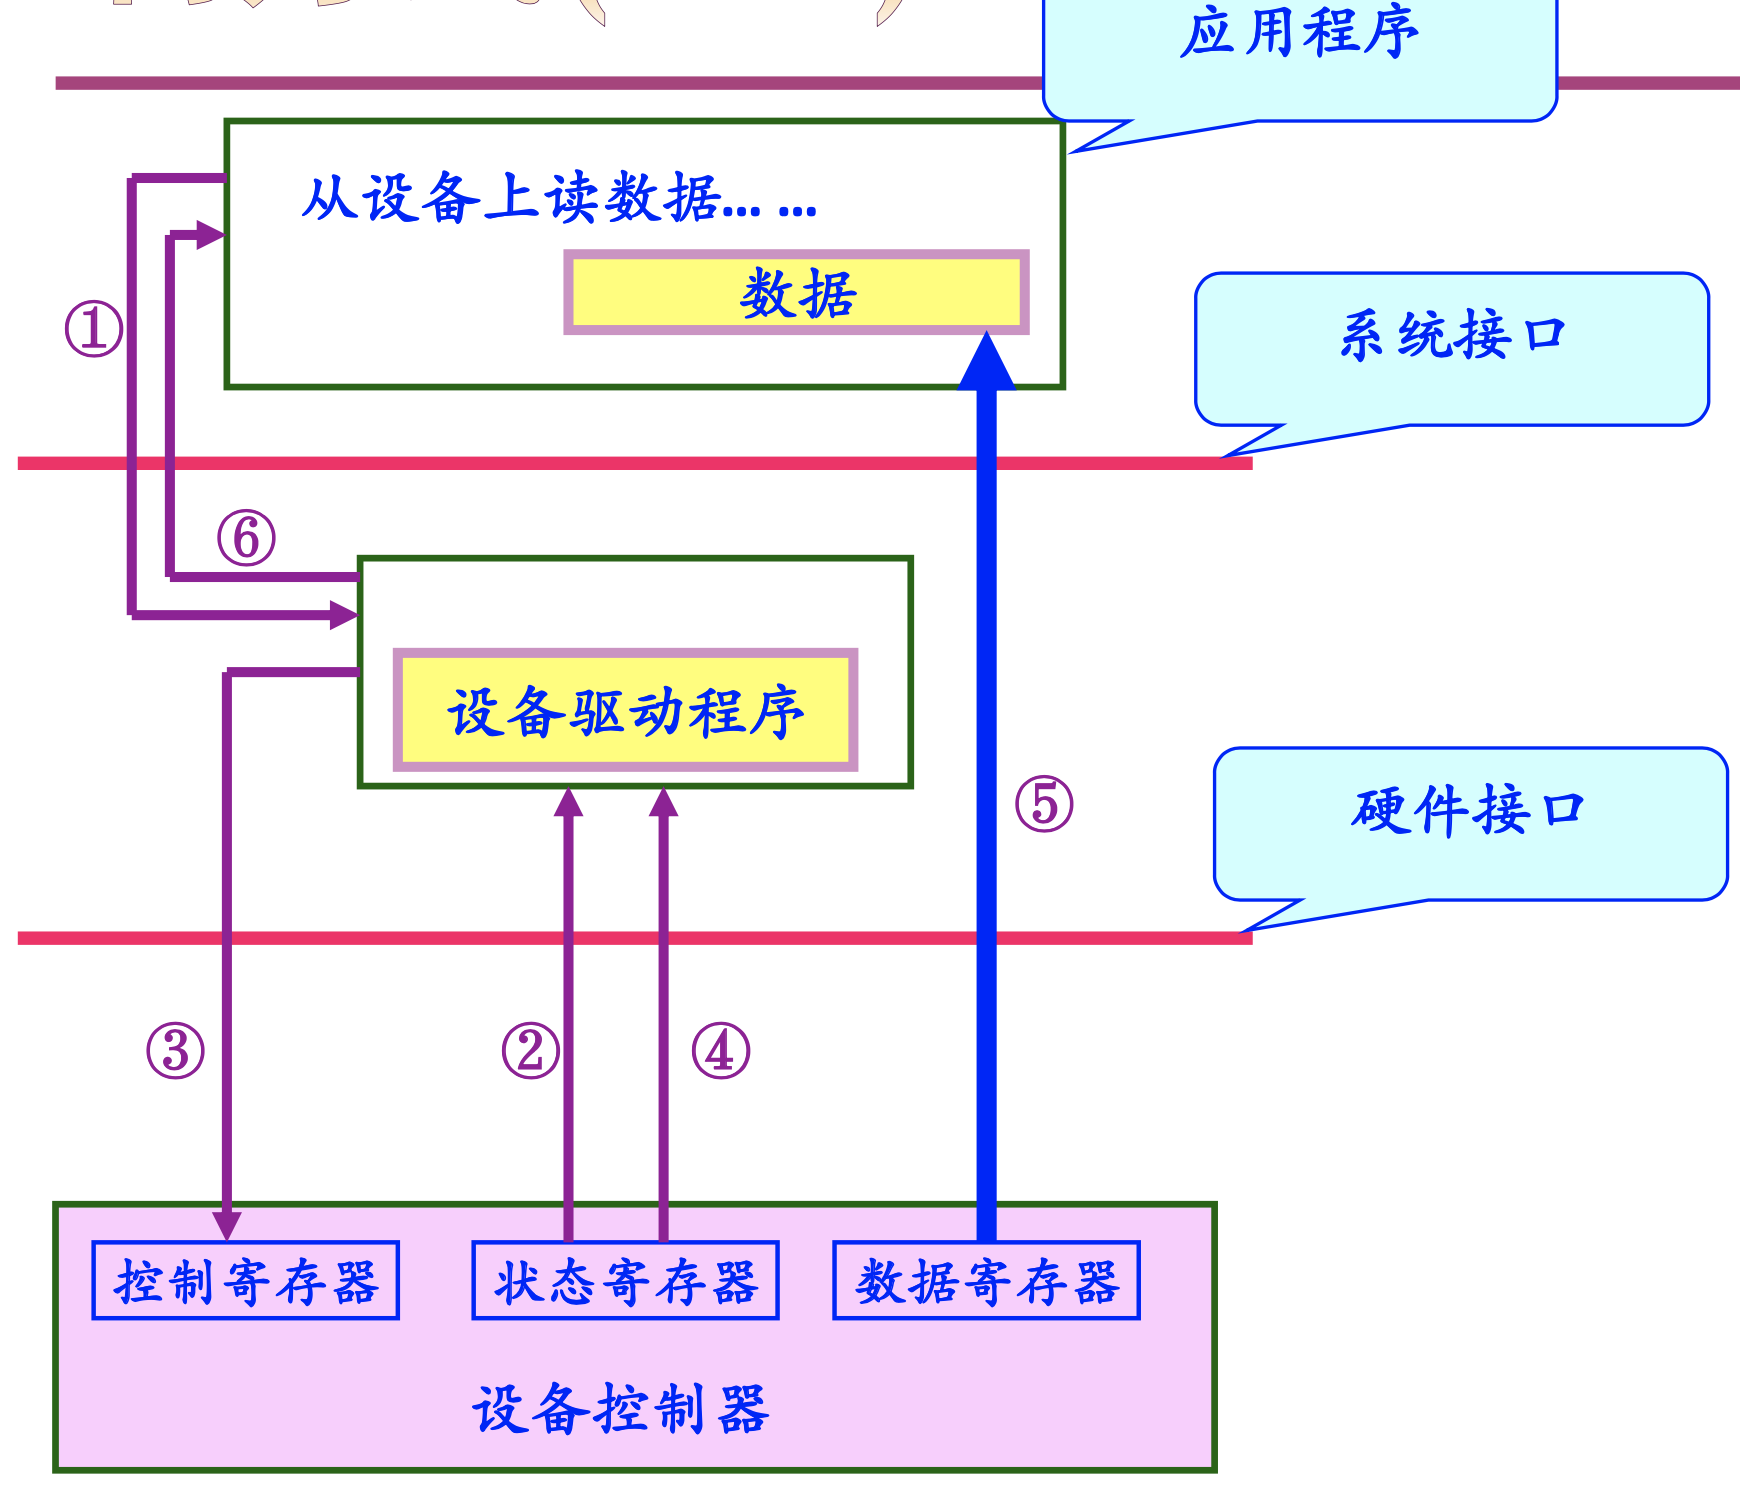 应用程序
从设备上读数据... ...
数据
①
系统接口
⑥
设备驱动程序
⑤
硬件接口
③
②
④
控制寄存器
状态寄存器
数据寄存器
设备控制器